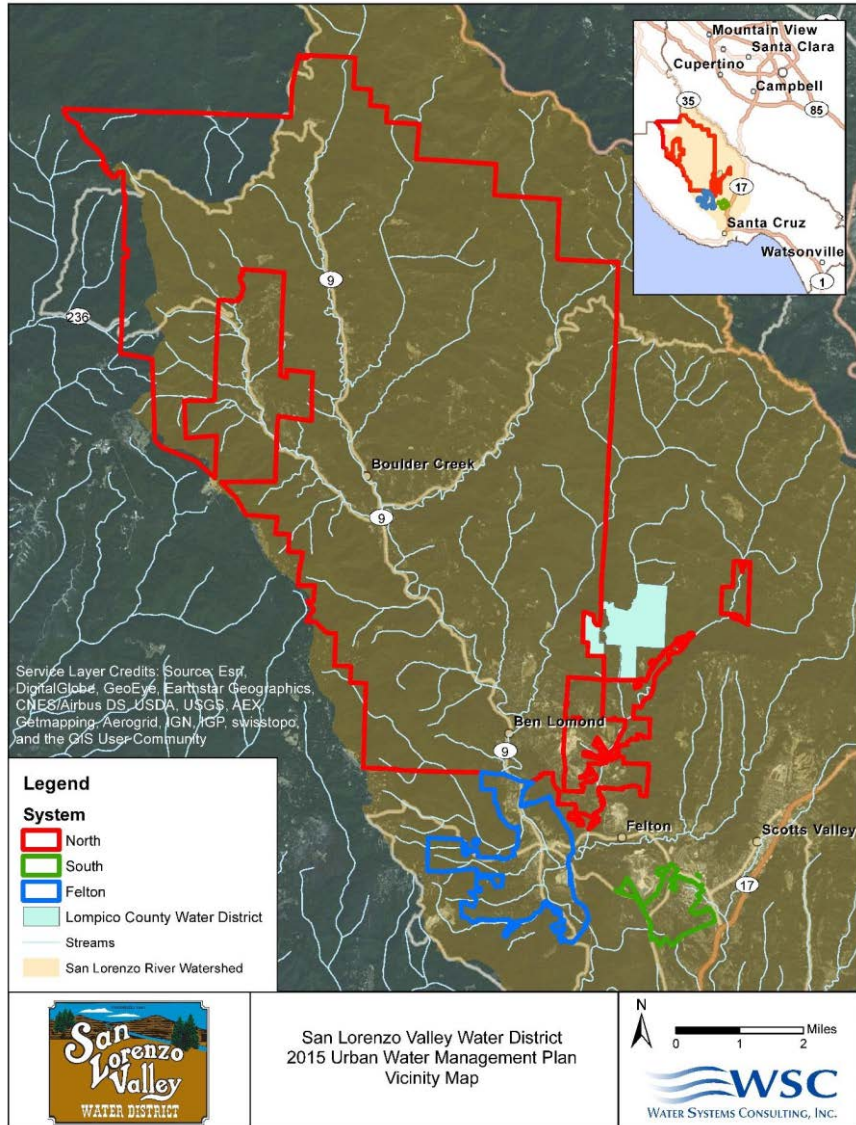 Mountain View
Santa Clara
Cupertino
Campbell
35
85
17
Santa Cruz
Watsonville
1
9
236
Boulder Creek
9
Service Layer Credits: Source: Esri,
DigitalGlobe, GeoEye, Earthstar Geographics,
CNES/Airbus DS, USDA, USGS, AEX,
Getmapping, Aerogrid, IGN, IGP, swisstopo,
and the GIS User Community
Ben Lomond
9
Felton
Scotts Valley
17
Legend
System
North
South
Felton
Lompico County Water District
Streams
San Lorenzo River Watershed
San
Lorenzo
Valley
WATER DISTRICT
San Lorenzo Valley Water District
2015 Urban Water Management Plan
Vicinity Map
N
Miles
0 1 2
WSC
WATER SYSTEMS CONSULTING, INC.